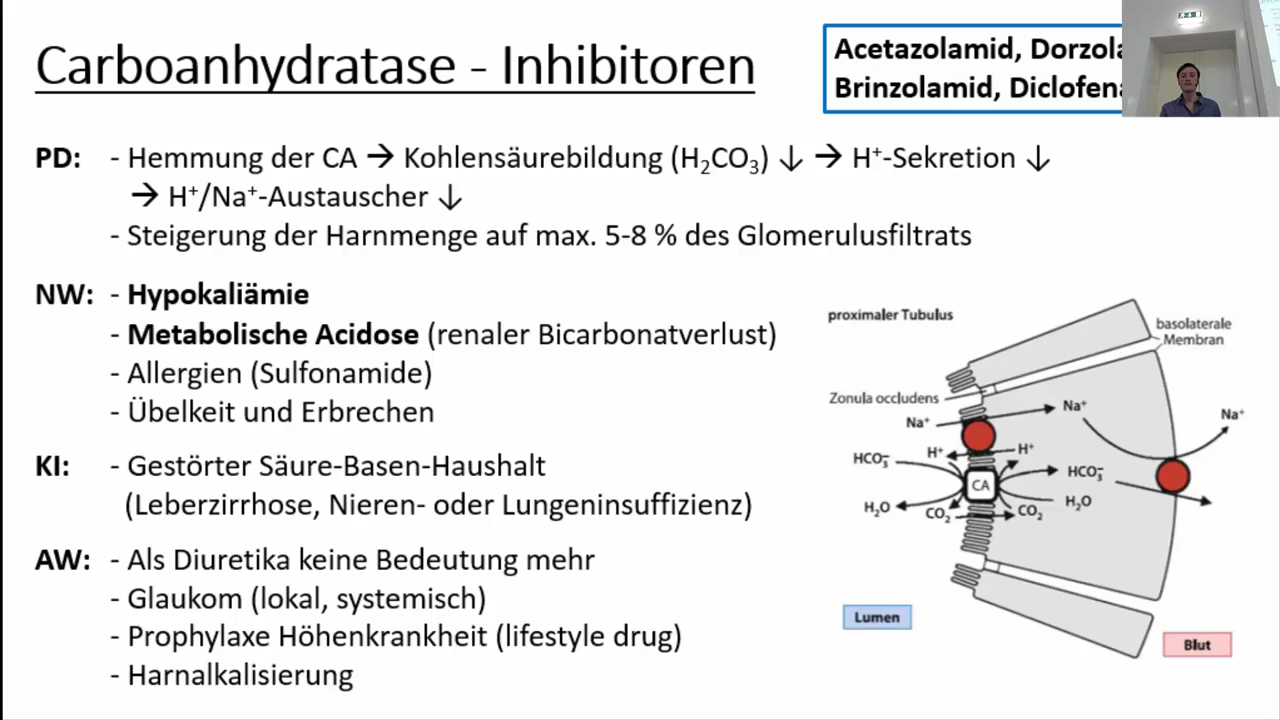 Carboanhydratase - Inhibitoren
Acetazolamid,
Brinzolamid,
PD: - Hemmung der CA → Kohlensäurebildung (H₂CO₃) ↓ → H⁺-Sekretion ↓
→ H⁺/Na⁺-Austauscher ↓
- Steigerung der Harnmenge auf max. 5-8 % des Glomerulusfiltrats
NW: - Hypokaliämie
- Metabolische Acidose (renaler Bicarbonatverlust)
- Allergien (Sulfonamide)
- Übelkeit und Erbrechen
KI: - Gestörter Säure-Basen-Haushalt
(Leberzirrhose, Nieren- oder Lungeninsuffizienz)
AW: - Als Diuretika keine Bedeutung mehr
- Glaukom (lokal, systemisch)
- Prophylaxe Höhenkrankheit (lifestyle drug)
- Harnalkalisierung
proximaler Tubulus
basolaterale
Membran
Zonula occludens
Na⁺
Na⁺
Na⁺
H⁺
H⁺
HCO₃⁻
CA
HCO₃⁻
H₂O
H₂O
CO₂
CO₂
Lumen
Blut